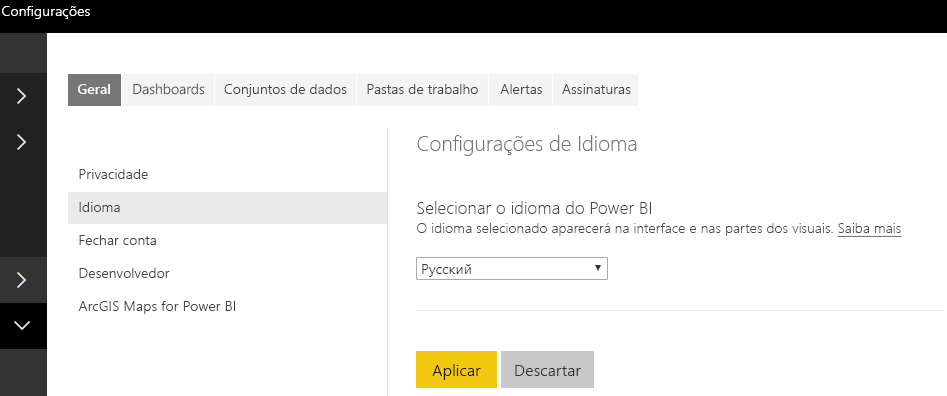 Configurações
Geral Dashboards Conjuntos de dados Pastas de trabalho Alertas Assinaturas
Privacidade
Idioma
Fechar conta
Desenvolvedor
ArcGIS Maps for Power BI
Configurações de Idioma
Selecionar o idioma do Power BI
O idioma selecionado aparecerá na interface e nas partes dos visuais. Saiba mais
Русский
Aplicar Descartar